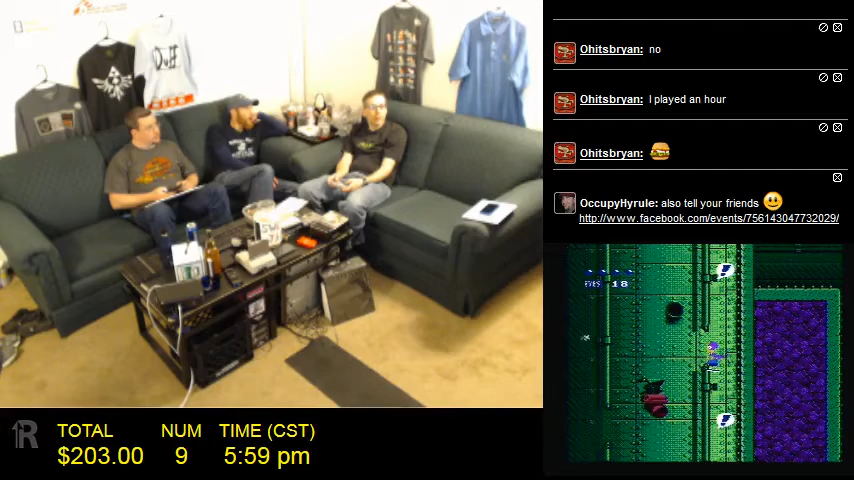 Duff
Ohitsbryan: no
Ohitsbryan: I played an hour
Ohitsbryan:
OccupyHyrule: also tell your friends
http://www.facebook.com/events/756143047732029/
EYES 18
!
!
R
TOTAL NUM TIME (CST)
$203.00 9 5:59 pm